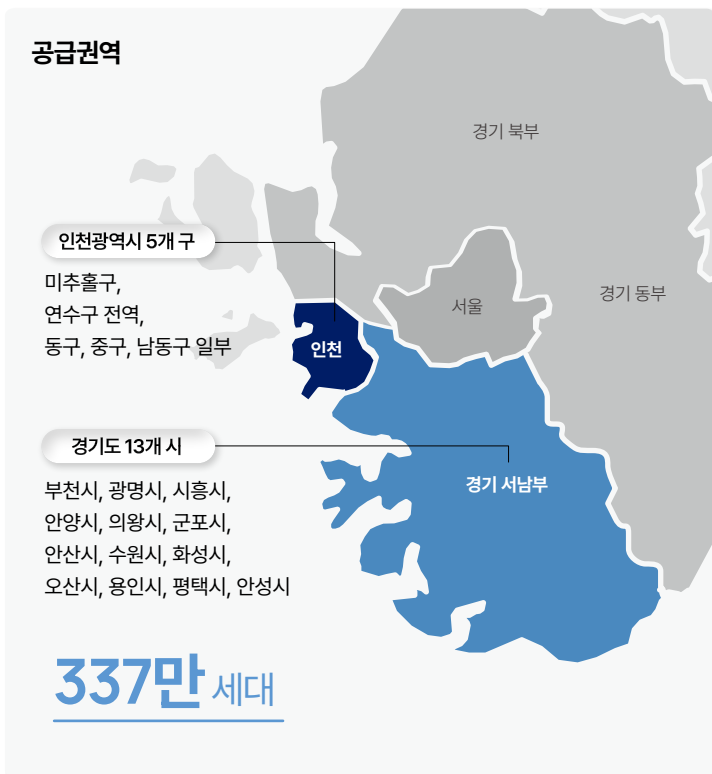 공급권역
경기 북부
인천광역시 5개 구
미추홀구,
연수구 전역,
동구, 중구, 남동구 일부
서울
경기 동부
인천
경기도 13개 시
부천시, 광명시, 시흥시,
안양시, 의왕시, 군포시,
안산시, 수원시, 화성시,
오산시, 용인시, 평택시, 안성시
경기 서남부
337만 세대